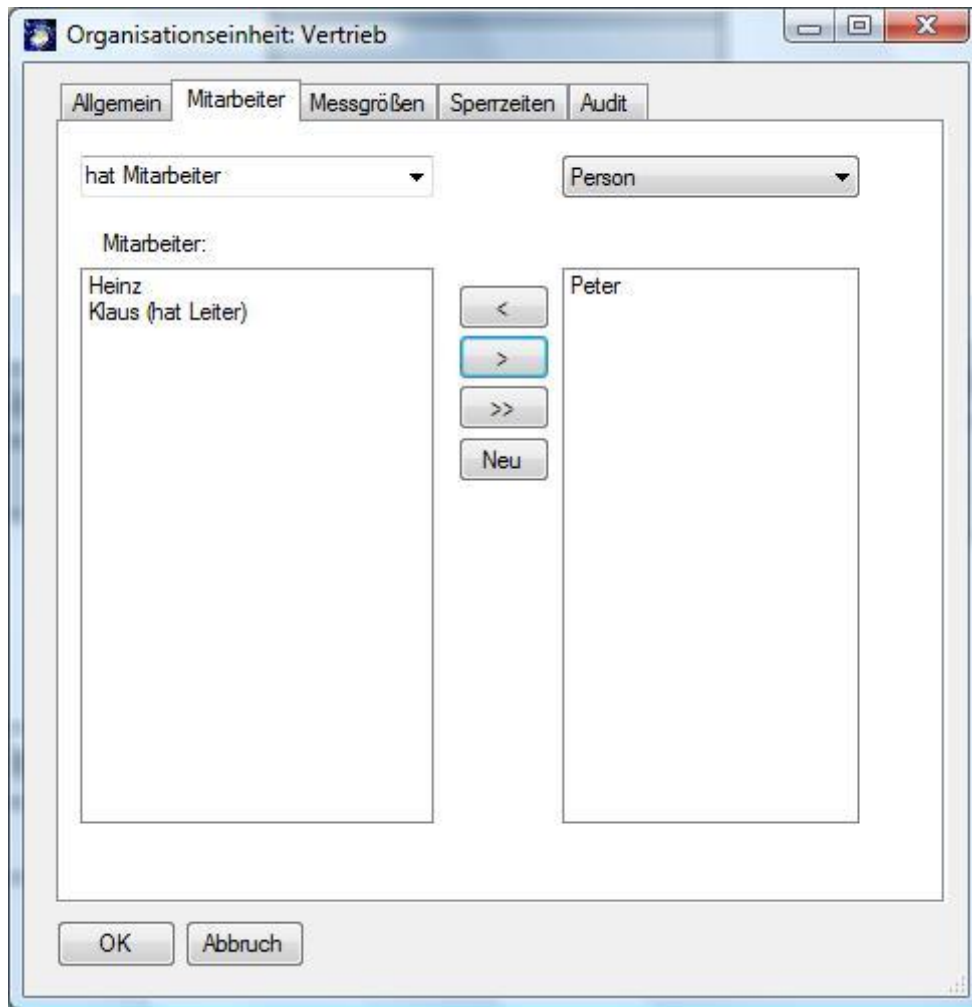 Organisationseinheit: Vertrieb
Allgemein Mitarbeiter Messgrößen Sperrzeiten Audit
hat Mitarbeiter Person
Mitarbeiter:
Heinz
Klaus (hat Leiter)
<
>
>>
Neu
Peter
OK Abbruch